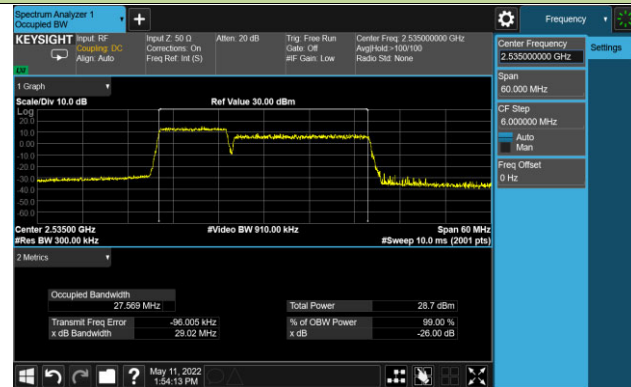 Spectrum Analyzer 1
Occupied BW
+
Frequency
KEYSIGHT
Input: RF
Coupling: DC
Align: Auto
Input Z: 50 Ω
Corrections: On
Freq Ref: Int (S)
Atten: 20 dB
Trig: Free Run
Gate: Off
#IF Gain: Low
Center Freq: 2.535000000 GHz
Avg|Hold:>100/100
Radio Std: None
LXI
Center Frequency
2.535000000 GHz
Settings
Span
60.000 MHz
CF Step
6.000000 MHz
Auto
Man
Freq Offset
0 Hz
1 Graph
Scale/Div 10.0 dB
Ref Value 30.00 dBm
Log
20.0
10.0
0.00
-10.0
-20.0
-30.0
-40.0
-50.0
-60.0
Center 2.53500 GHz
#Video BW 910.00 kHz
Span 60 MHz
#Res BW 300.00 kHz
#Sweep 10.0 ms (2001 pts)
2 Metrics
Occupied Bandwidth
27.569 MHz
Total Power 28.7 dBm
Transmit Freq Error -96.005 kHz
% of OBW Power 99.00 %
x dB Bandwidth 29.02 MHz
x dB -26.00 dB
?
May 11, 2022
1:54:13 PM